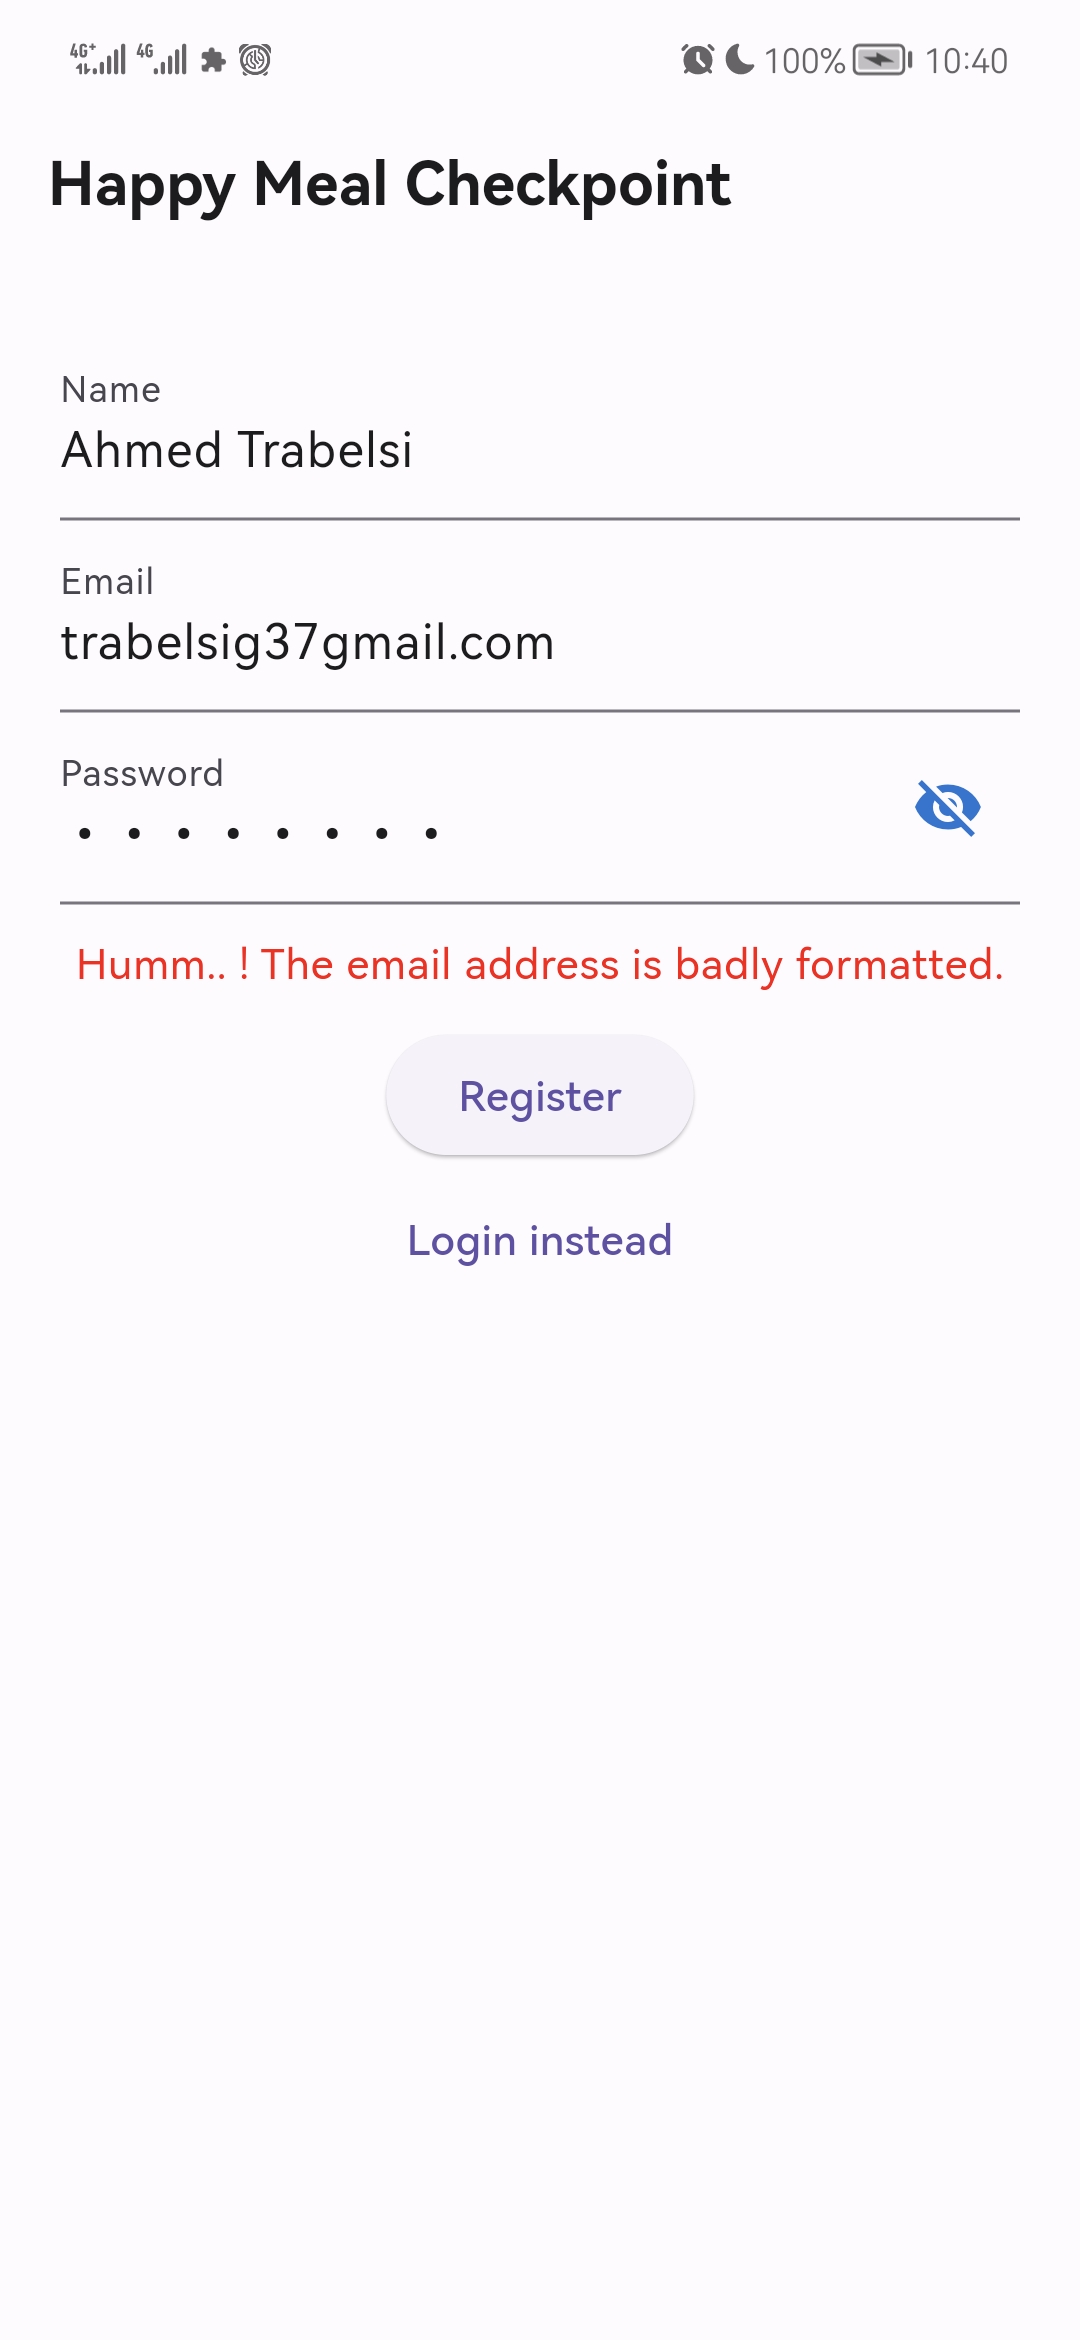 4G+ 4G 100% 10:40
Happy Meal Checkpoint
Name
Ahmed Trabelsi
Email
trabelsig37gmail.com
Password
Humm.. ! The email address is badly formatted.
Register
Login instead